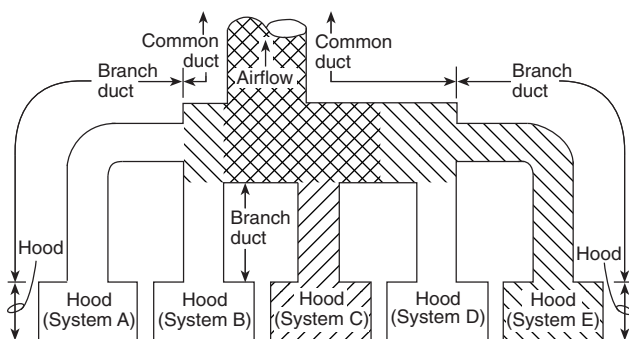 Common
duct
Common
duct
Branch
duct
Airflow
Branch
duct
Branch
duct
Hood
Hood
Hood
(System A)
Hood
(System B)
Hood
(System C)
Hood
(System D)
Hood
(System E)